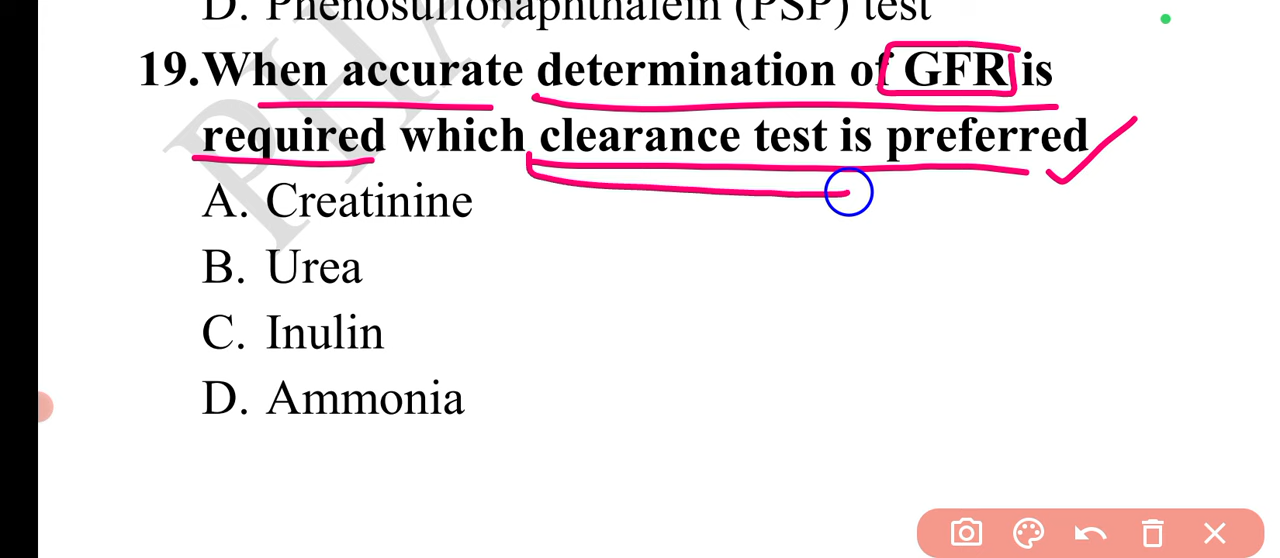 D. Phenosulfonaphthalein (PSP) test
19.When accurate determination of GFR is
required which clearance test is preferred
A. Creatinine
B. Urea
C. Inulin
D. Ammonia